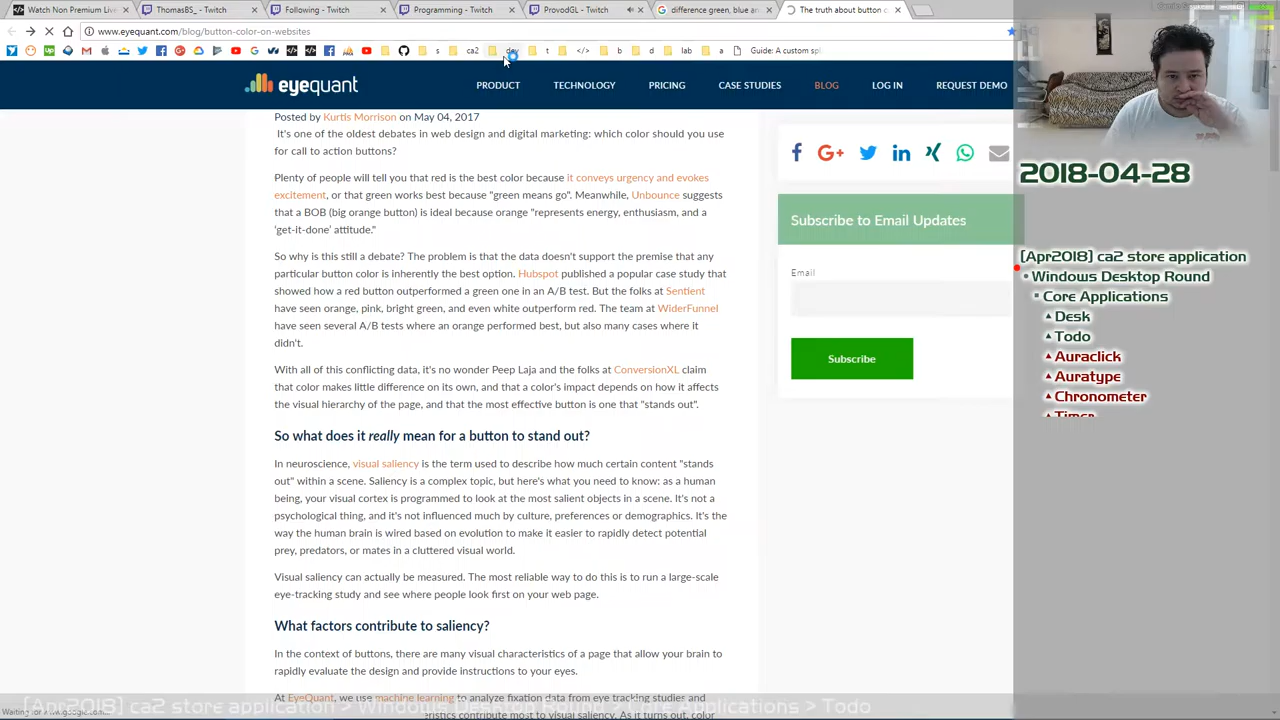 Watch Non Premium Live
ThomasBS_ - Twitch
Following - Twitch
Programming - Twitch
ProvodGL - Twitch
difference green, blue an
The truth about button c
www.eyequant.com/blog/button-color-on-websites
s
ca2
dev
t
</>
b
d
lab
a
Guide: A custom spl
eyequant
PRODUCT
TECHNOLOGY
PRICING
CASE STUDIES
BLOG
LOG IN
REQUEST DEMO
Posted by Kurtis Morrison on May 04, 2017
It's one of the oldest debates in web design and digital marketing: which color should you use
for call to action buttons?
Plenty of people will tell you that red is the best color because it conveys urgency and evokes
excitement, or that green works best because "green means go". Meanwhile, Unbounce suggests
that a BOB (big orange button) is ideal because orange "represents energy, enthusiasm, and a
'get-it-done' attitude."
So why is this still a debate? The problem is that the data doesn't support the premise that any
particular button color is inherently the best option. Hubspot published a popular case study that
showed how a red button outperformed a green one in an A/B test. But the folks at Sentient
have seen orange, pink, bright green, and even white outperform red. The team at WiderFunnel
have seen several A/B tests where an orange performed best, but also many cases where it
didn't.
With all of this conflicting data, it's no wonder Peep Laja and the folks at ConversionXL claim
that color makes little difference on its own, and that a color's impact depends on how it affects
the visual hierarchy of the page, and that the most effective button is one that "stands out".
So what does it really mean for a button to stand out?
In neuroscience, visual saliency is the term used to describe how much certain content "stands
out" within a scene. Saliency is a complex topic, but here's what you need to know: as a human
being, your visual cortex is programmed to look at the most salient objects in a scene. It's not a
psychological thing, and it's not influenced much by culture, preferences or demographics. It's the
way the human brain is wired based on evolution to make it easier to rapidly detect potential
prey, predators, or mates in a cluttered visual world.
Visual saliency can actually be measured. The most reliable way to do this is to run a large-scale
eye-tracking study and see where people look first on your web page.
What factors contribute to saliency?
In the context of buttons, there are many visual characteristics of a page that allow your brain to
rapidly evaluate the design and provide instructions to your eyes.
At EyeQuant, we use machine learning to analyze fixation data from eye tracking studies and
eristics contribute most to visual saliency. As it turns out, color
Subscribe to Email Updates
Email
Subscribe
2018-04-28
[Apr2018] ca2 store application
Windows Desktop Round
Core Applications
Desk
Todo
Auraclick
Auratype
Chronometer
Timer
[Apr2018] ca2 store application > Windows Desktop Round > Core Applications > Todo
Waiting for www.google.com...